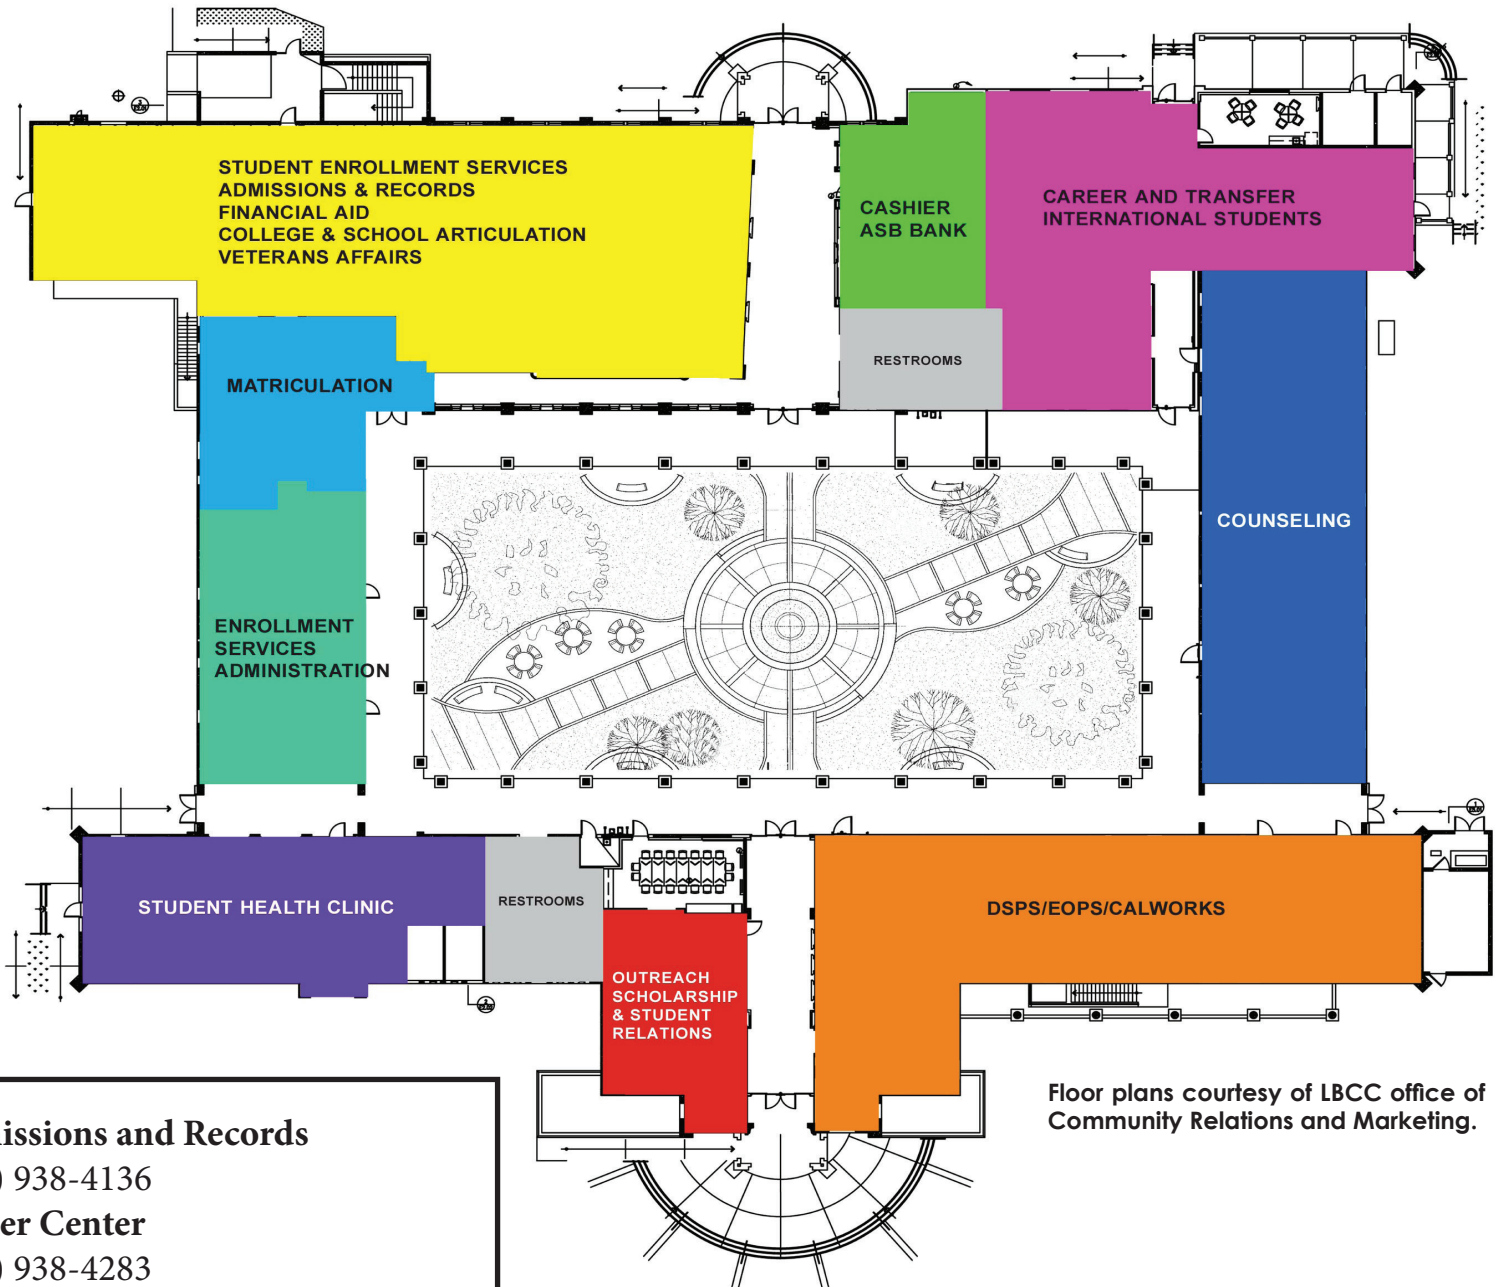 STUDENT ENROLLMENT SERVICES
ADMISSIONS & RECORDS
FINANCIAL AID
COLLEGE & SCHOOL ARTICULATION
VETERANS AFFAIRS
CASHIER
ASB BANK
CAREER AND TRANSFER
INTERNATIONAL STUDENTS
RESTROOMS
MATRICULATION
COUNSELING
ENROLLMENT
SERVICES
ADMINISTRATION
STUDENT HEALTH CLINIC
RESTROOMS
DSPS/EOPS/CALWORKS
OUTREACH
SCHOLARSHIP
& STUDENT
RELATIONS
Floor plans courtesy of LBCC office of
Community Relations and Marketing.
issions and Records
) 938-4136
er Center
) 938-4283